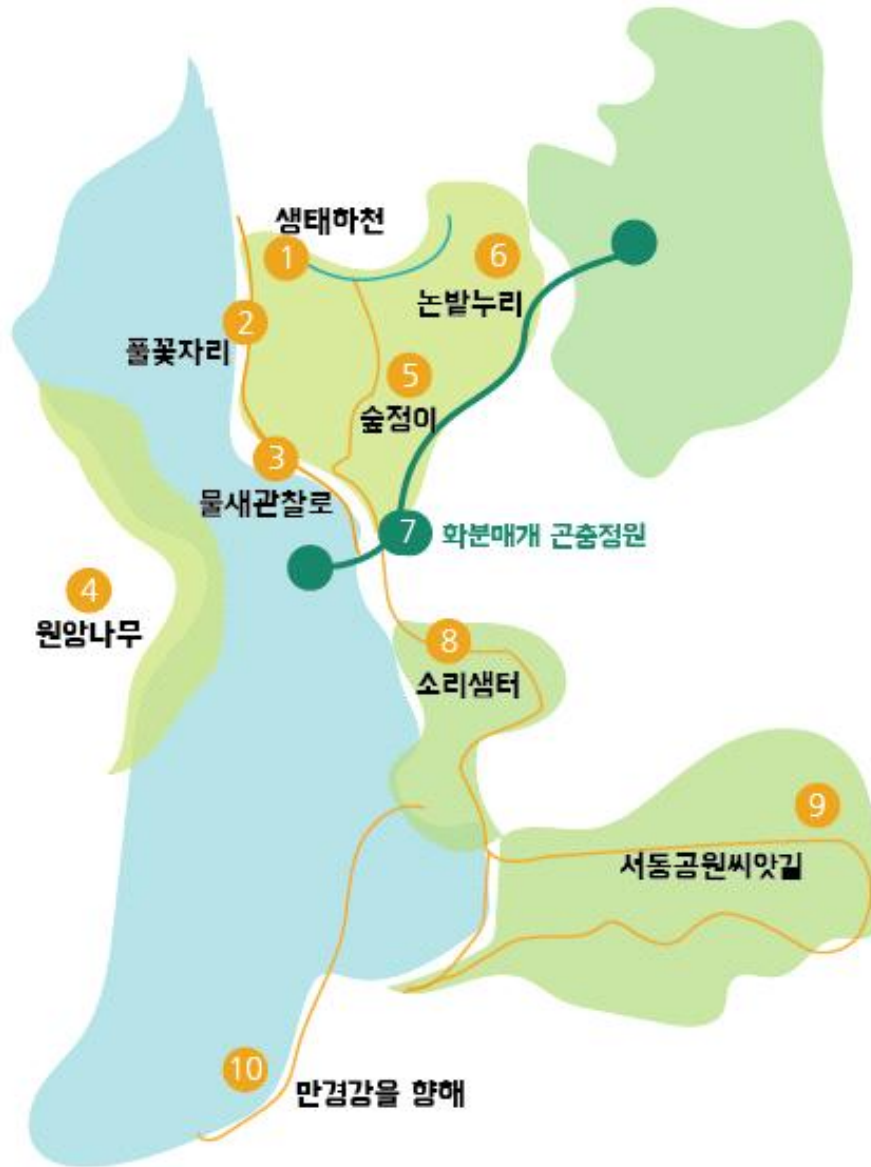 생태하천
1
6
논밭누리
2
풀꽃자리
5
숲정이
3
물새관찰로
7 화분매개 곤충정원
4
원앙나무
8
소리샘터
9
서동공원씨앗길
10
만경강을 향해